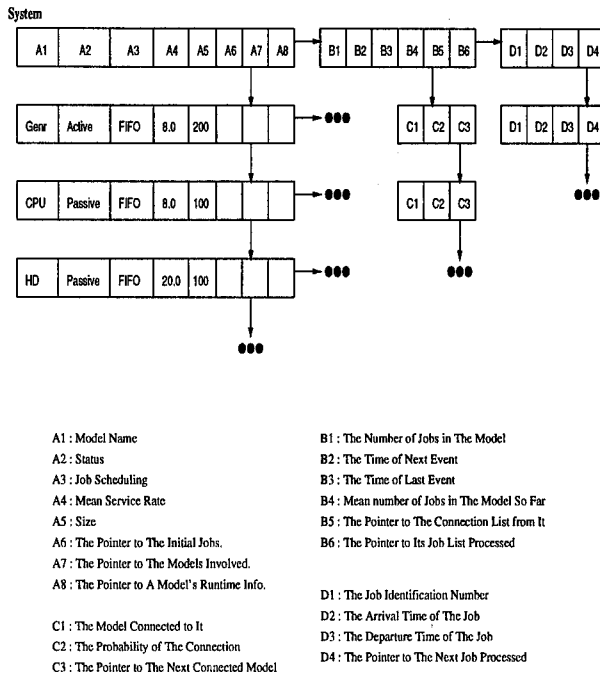 System
A1 A2 A3 A4 A5 A6 A7 A8 B1 B2 B3 B4 B5 B6 D1 D2 D3 D4
Genr Active FIFO 8.0 200 C1 C2 C3 D1 D2 D3 D4
CPU Passive FIFO 8.0 100 C1 C2 C3
HD Passive FIFO 20.0 100
A1 : Model Name
A2 : Status
A3 : Job Scheduling
A4 : Mean Service Rate
A5 : Size
A6 : The Pointer to The Initial Jobs.
A7 : The Pointer to The Models Involved.
A8 : The Pointer to A Model's Runtime Info.
C1 : The Model Connected to It
C2 : The Probability of The Connection
C3 : The Pointer to The Next Connected Model
B1 : The Number of Jobs in The Model
B2 : The Time of Next Event
B3 : The Time of Last Event
B4 : Mean number of Jobs in The Model So Far
B5 : The Pointer to The Connection List from It
B6 : The Pointer to Its Job List Processed
D1 : The Job Identification Number
D2 : The Arrival Time of The Job
D3 : The Departure Time of The Job
D4 : The Pointer to The Next Job Processed